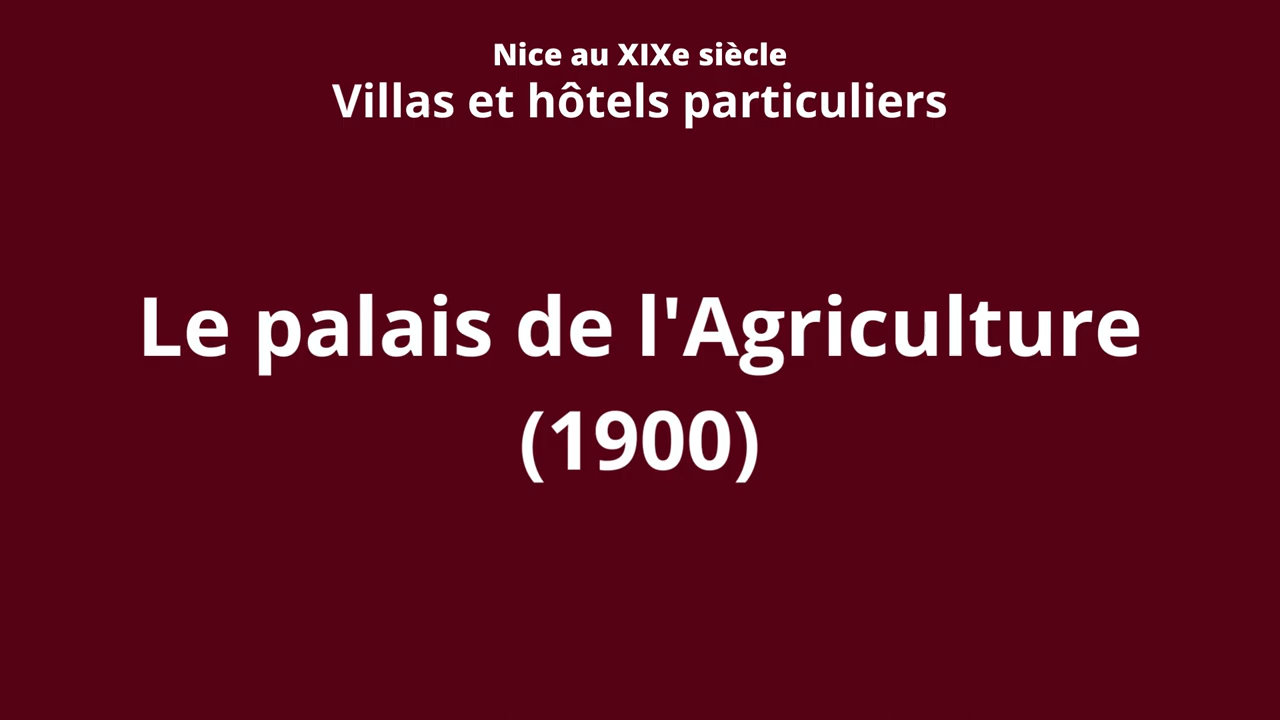 Nice au XIXe siècle
Villas et hôtels particuliers
Le palais de l'Agriculture
(1900)